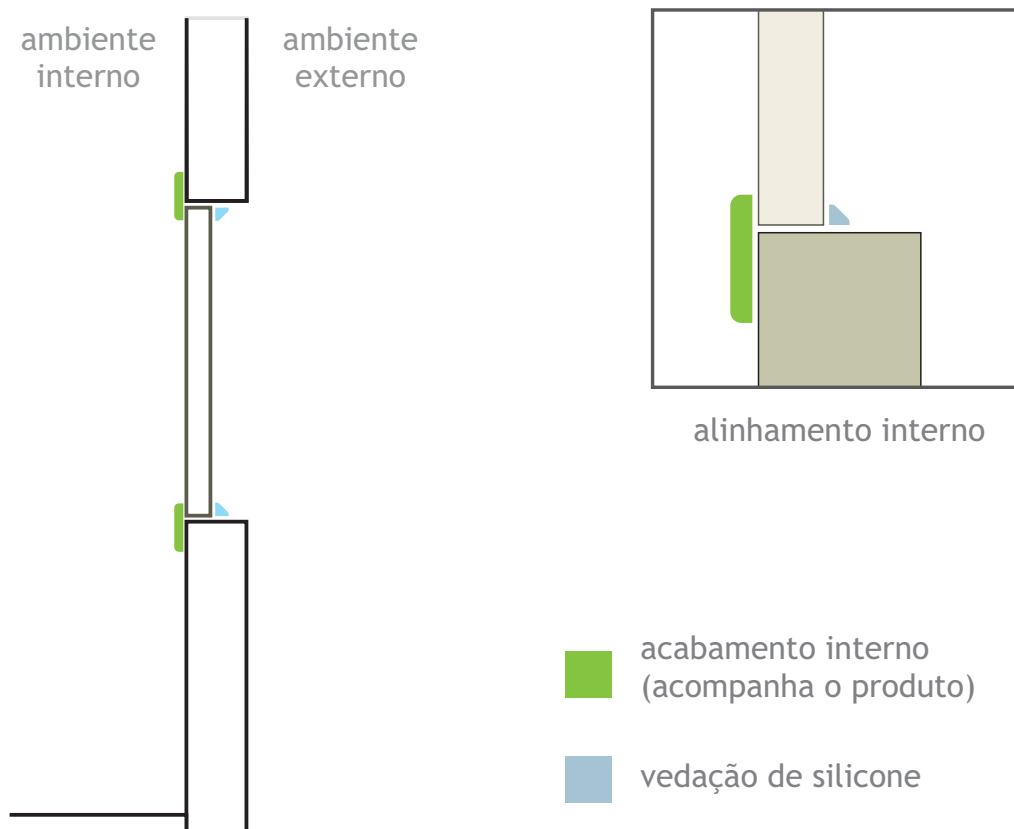 ambiente
interno
ambiente
externo
alinhamento interno
acabamento interno
(acompanha o produto)
vedação de silicone